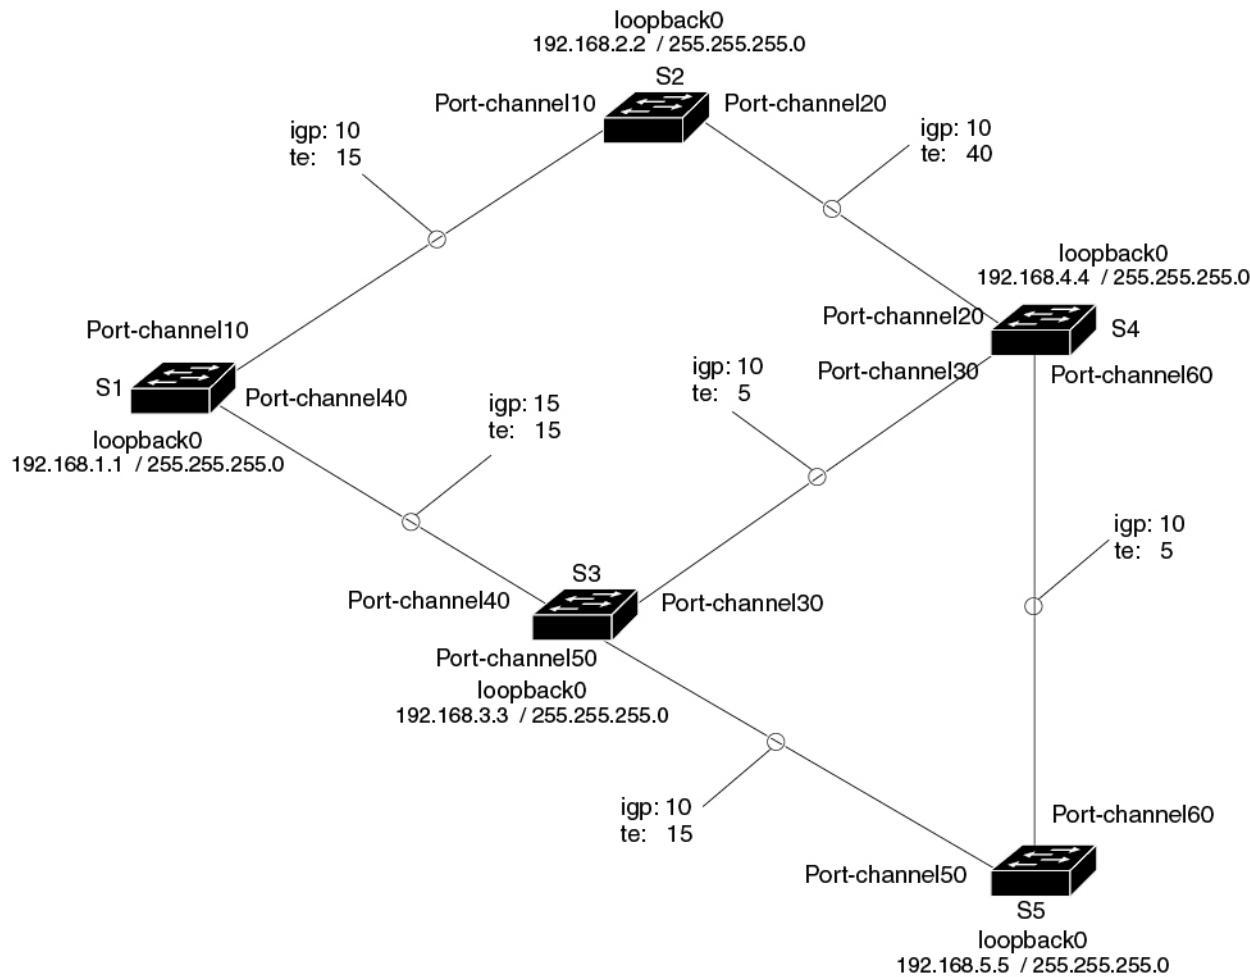 loopback0
192.168.2.2 / 255.255.255.0
S2
Port-channel10
Port-channel20
igp: 10
te: 15
igp: 10
te: 40
loopback0
192.168.4.4 / 255.255.255.0
Port-channel20
S4
Port-channel10
igp: 10
te: 5
Port-channel30
Port-channel60
S1
Port-channel40
igp: 15
te: 15
loopback0
192.168.1.1 / 255.255.255.0
igp: 10
te: 5
S3
Port-channel40
Port-channel30
Port-channel50
loopback0
192.168.3.3 / 255.255.255.0
igp: 10
te: 15
Port-channel60
Port-channel50
S5
loopback0
192.168.5.5 / 255.255.255.0